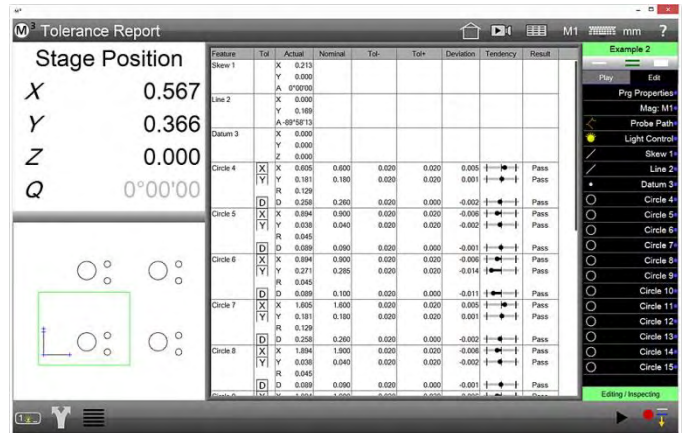 M³ Tolerance Report M1 mm ?
Stage Position
X 0.567
Y 0.366
Z 0.000
Q 0°00'00
Feature Tol Actual Nominal Tol- Tol+ Deviation Tendency Result
Skew 1 X 0.213
Y 0.000
A 0°00'00
Line 2 X 0.000
Y 0.169
A -89°58'13
Datum 3 X 0.000
Y 0.000
Z 0.000
Circle 4 X X 0.605 0.600 0.020 0.020 0.005 Pass
Y Y 0.181 0.180 0.020 0.020 0.001 Pass
R 0.129
D D 0.258 0.260 0.020 0.000 -0.002 Pass
Circle 5 X X 0.894 0.900 0.020 0.020 -0.006 Pass
Y Y 0.038 0.040 0.020 0.020 -0.002 Pass
R 0.045
D D 0.089 0.090 0.020 0.000 -0.001 Pass
Circle 6 X X 0.894 0.900 0.020 0.020 -0.006 Pass
Y Y 0.271 0.285 0.020 0.020 -0.014 Pass
R 0.045
D D 0.089 0.100 0.020 0.000 -0.011 Pass
Circle 7 X X 1.605 1.600 0.020 0.020 0.005 Pass
Y Y 0.181 0.180 0.020 0.020 0.001 Pass
R 0.129
D D 0.258 0.260 0.020 0.000 -0.002 Pass
Circle 8 X X 1.894 1.900 0.020 0.020 -0.006 Pass
Y Y 0.038 0.040 0.020 0.020 -0.002 Pass
R 0.045
D D 0.089 0.090 0.020 0.000 -0.001 Pass
Example 2
Play Edit
Prg Properties
Mag: M1
Probe Path
Light Control
Skew 1
Line 2
Datum 3
Circle 4
Circle 5
Circle 6
Circle 7
Circle 8
Circle 9
Circle 10
Circle 11
Circle 12
Circle 13
Circle 14
Circle 15
Editing / Inspecting